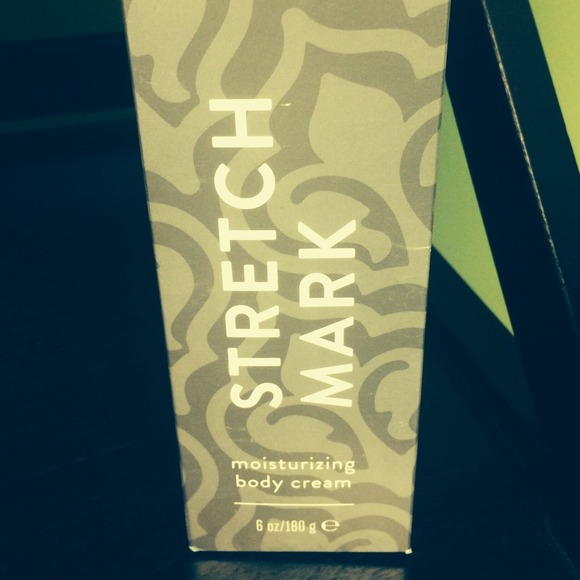 STRETCH
MARK
moisturizing
body cream
6 oz/180 g ℮